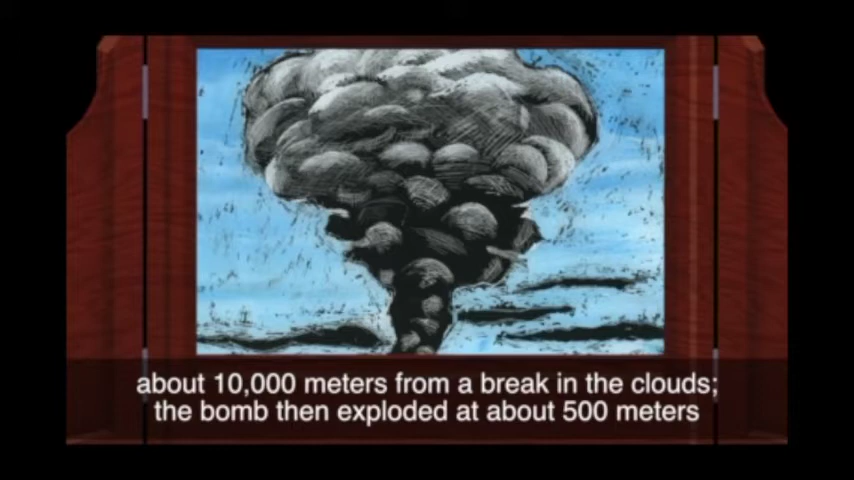 about 10,000 meters from a break in the clouds;
the bomb then exploded at about 500 meters